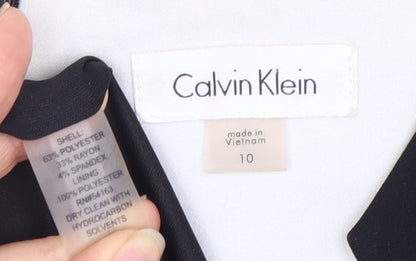 Calvin Klein
made in
Vietnam
10
SHELL
63% POLYESTER
33% RAYON
4% SPANDEX
LINING
100% POLYESTER
RN#54163
DRY CLEAN WITH
HYDROCARBON
SOLVENTS